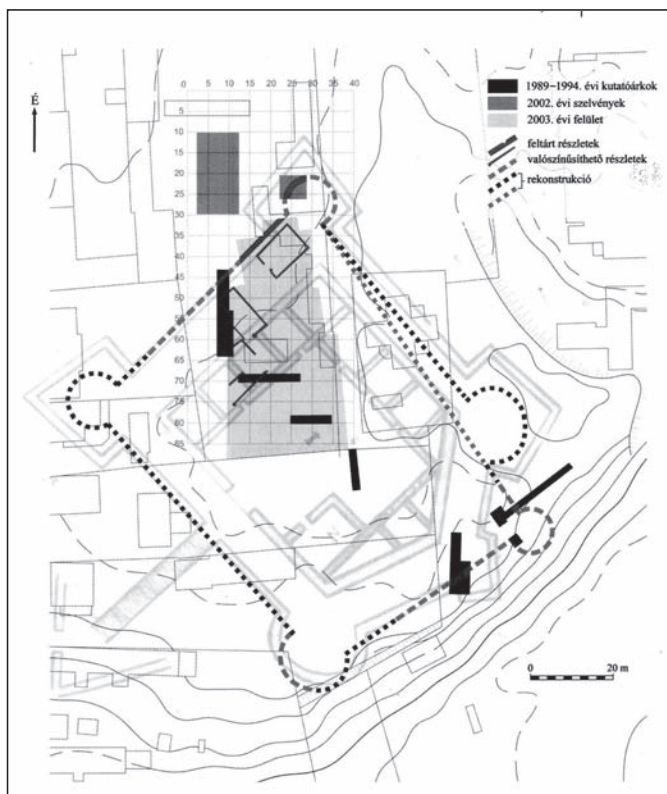 0 5 10 15 20 25 30 35 40
5
10
15
20
25
30
35
40
45
50
55
60
65
70
75
80
85
É
1989–1994. évi kutatóárkok
2002. évi szelvények
2003. évi felület
feltárt részletek
valószínűsíthető részletek
rekonstrukció
0 20 m